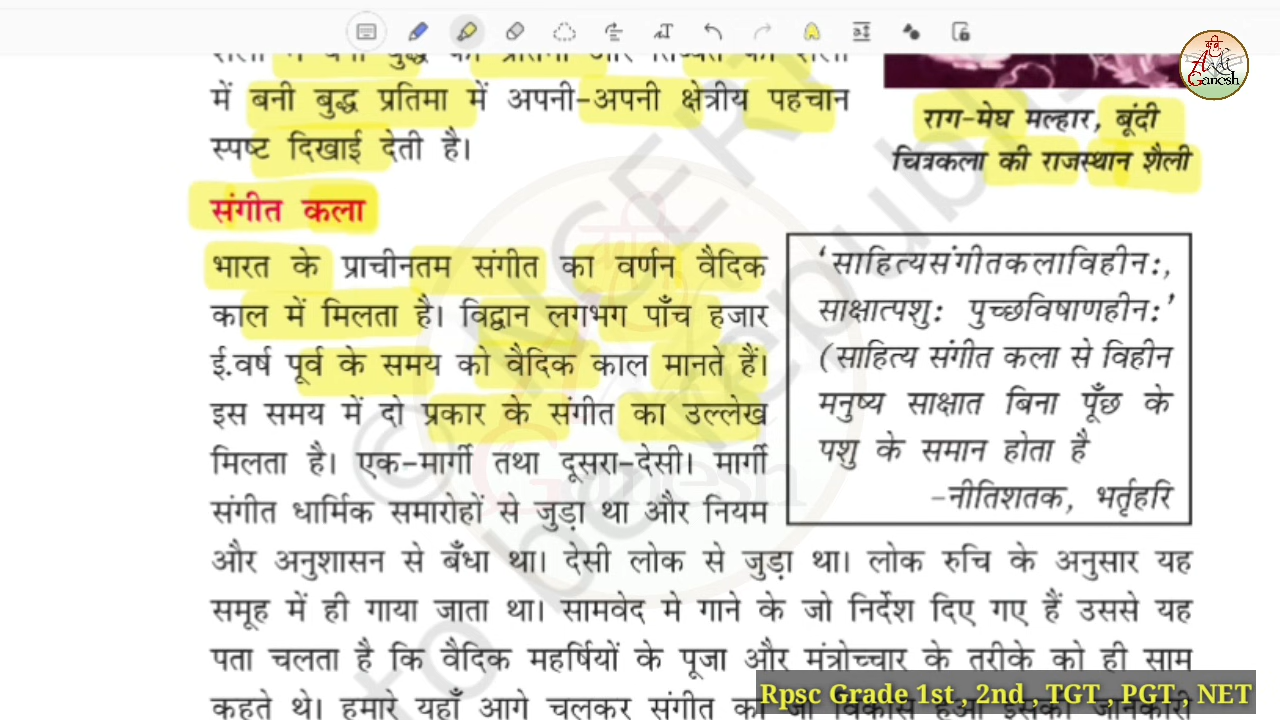 में बनी बुद्ध प्रतिमा में अपनी-अपनी क्षेत्रीय पहचान
स्पष्ट दिखाई देती है।
राग-मेघ मल्हार, बूंदी
चित्रकला की राजस्थान शैली
संगीत कला
भारत के प्राचीनतम संगीत का वर्णन वैदिक
काल में मिलता है। विद्वान लगभग पाँच हजार
ई.वर्ष पूर्व के समय को वैदिक काल मानते हैं।
इस समय में दो प्रकार के संगीत का उल्लेख
मिलता है। एक-मार्गी तथा दूसरा-देसी। मार्गी
संगीत धार्मिक समारोहों से जुड़ा था और नियम
और अनुशासन से बँधा था। देसी लोक से जुड़ा था। लोक रुचि के अनुसार यह
समूह में ही गाया जाता था। सामवेद मे गाने के जो निर्देश दिए गए हैं उससे यह
पता चलता है कि वैदिक महर्षियों के पूजा और मंत्रोच्चार के तरीके को ही साम
कहते थे। हमारे यहाँ आगे चलकर संगीत का
‘साहित्यसंगीतकलाविहीनः,
साक्षात्पशुः पुच्छविषाणहीनः’
(साहित्य संगीत कला से विहीन
मनुष्य साक्षात बिना पूँछ के
पशु के समान होता है
-नीतिशतक, भर्तृहरि
Rpsc Grade 1st , 2nd , TGT , PGT , NET
Ganesh